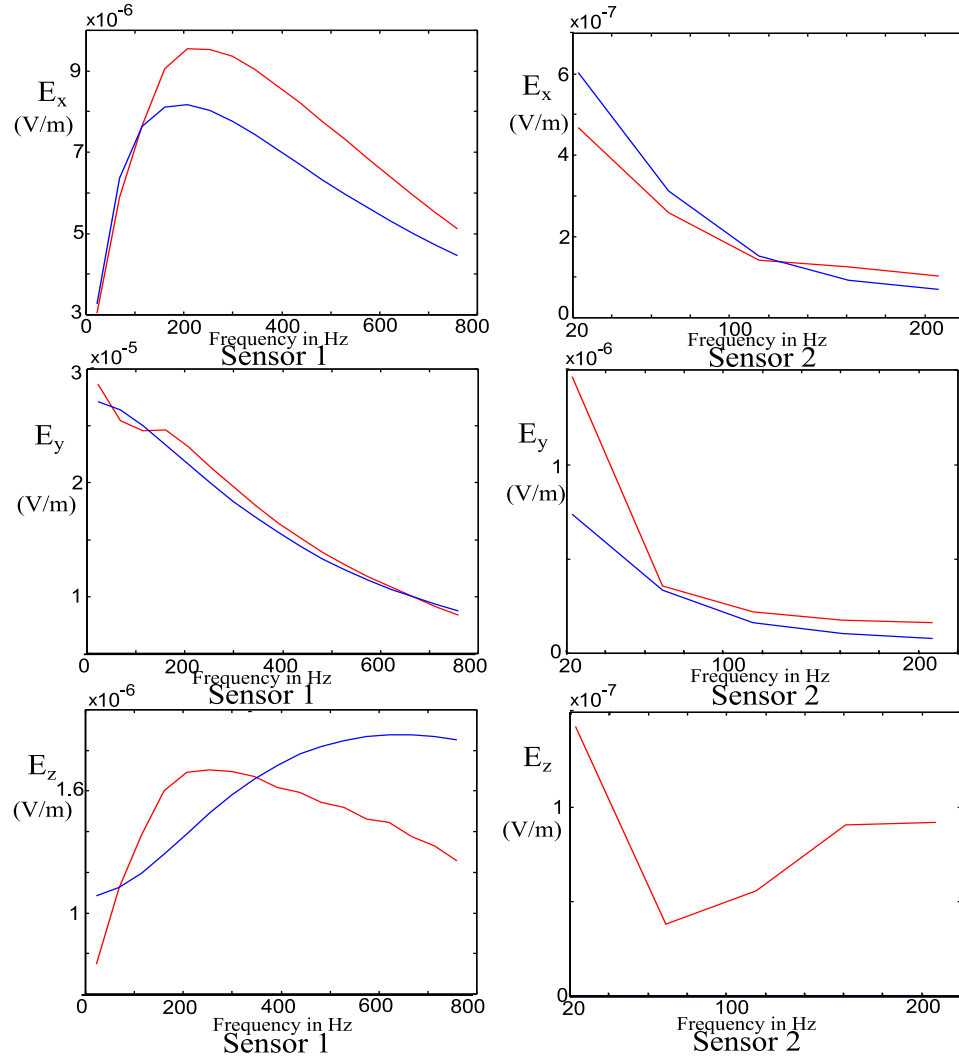 x10⁻⁶
9
E_x
(V/m)
7
5
3
0 200 400 600 800
Frequency in Hz
Sensor 1
x10⁻⁷
6
E_x
(V/m)
4
2
0
20 100 200
Frequency in Hz
Sensor 2
x10⁻⁵
3
E_y
2
(V/m)
1
0 200 400 600 800
Frequency in Hz
Sensor 1
x10⁻⁶
E_y
1
(V/m)
0
20 100 200
Frequency in Hz
Sensor 2
x10⁻⁶
E_z
1.6
(V/m)
1
0 200 400 600 800
Frequency in Hz
Sensor 1
x10⁻⁷
E_z
1
(V/m)
0
20 100 200
Frequency in Hz
Sensor 2